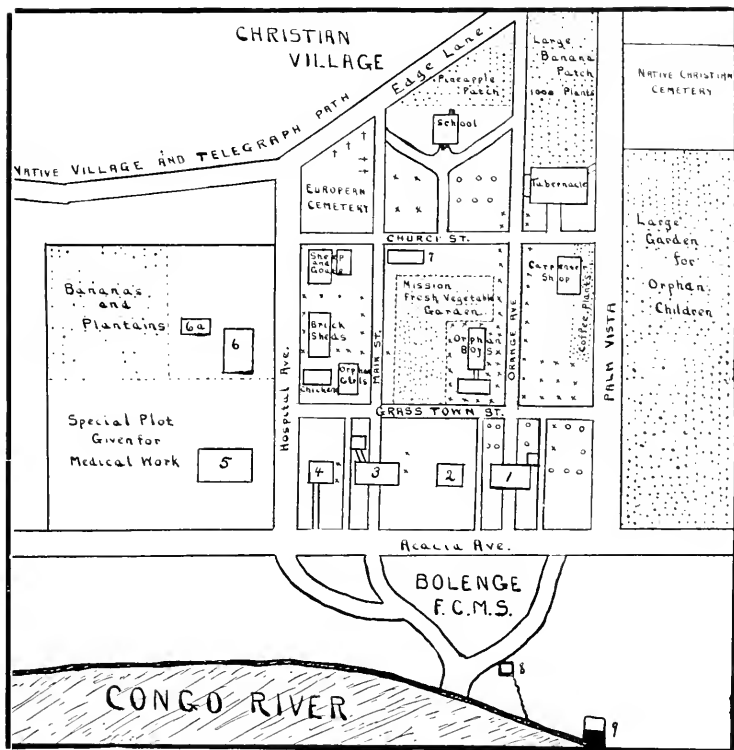 CHRISTIAN
VILLAGE
Edge Lane.
Pineapple
Patch
School
Large
Banana
Patch
1000 Plants
NATIVE CHRISTIAN
CEMETERY
NATIVE VILLAGE AND TELEGRAPH PATH
EUROPEAN
CEMETERY
Tabernacle
CHURCH ST.
Sheep
and
Goats
7
Mission
Fresh Vegetable
Garden
Carpenter
Shop
Coffee Plants
Large
Garden
for
Orphan
Children
Bananas
and
Plantains
6a
6
Brick
Sheds
Orphan
Boys
Chickens
Orphan
Girls
Hospital Ave.
MAIN ST.
ORANGE AVE
PALM VISTA
GRASS TOWN ST.
Special Plot
Given for
Medical Work
5
4
3
2
1
Acacia Ave.
BOLENGE
F.C.M.S.
8
CONGO RIVER
9